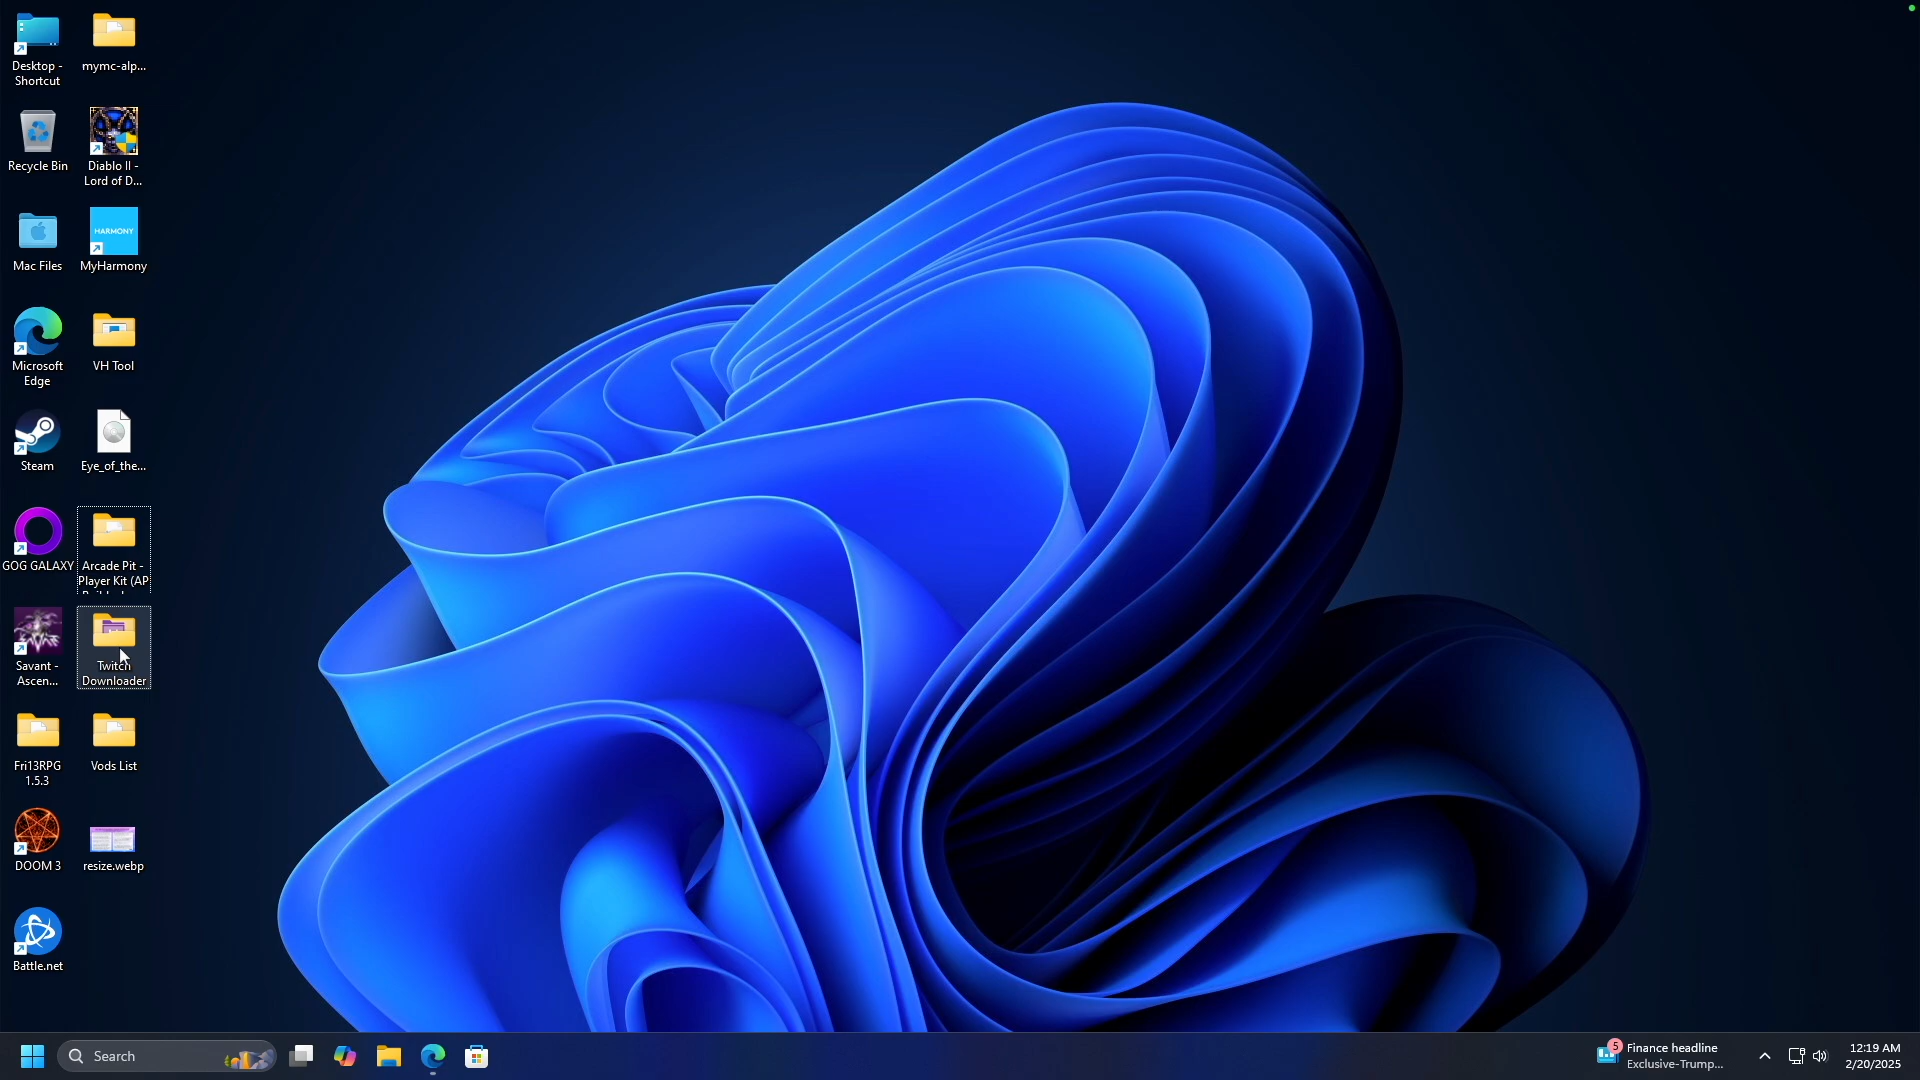 Desktop -
Shortcut
mymc-alp...
Recycle Bin
Diablo II -
Lord of D...
Mac Files
HARMONY
MyHarmony
Microsoft
Edge
VH Tool
Steam
Eye_of_the...
GOG GALAXY
Arcade Pit -
Player Kit (AP
Savant -
Ascen...
Twitch
Downloader
Fri13RPG
1.5.3
Vods List
DOOM 3
resize.webp
Battle.net
Search
5
Finance headline
Exclusive-Trump...
12:19 AM
2/20/2025